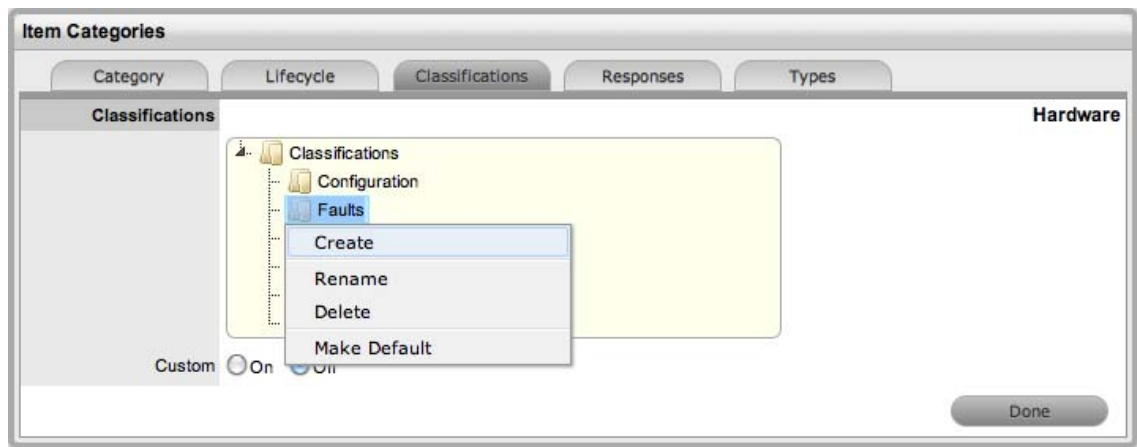 Item Categories
Category Lifecycle Classifications Responses Types
Classifications Hardware
Classifications
Configuration
Faults
Create
Rename
Delete
Make Default
Custom On Off
Done